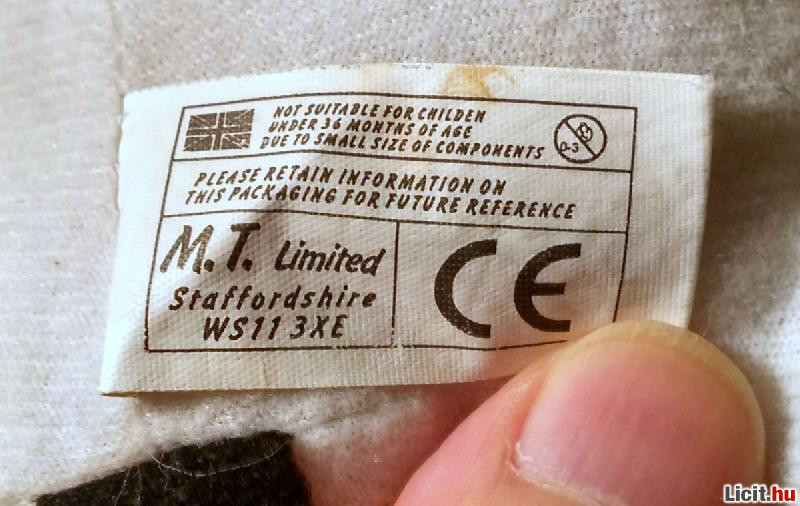 NOT SUITABLE FOR CHILDEN
UNDER 36 MONTHS OF AGE
DUE TO SMALL SIZE OF COMPONENTS
0-3
PLEASE RETAIN INFORMATION ON
THIS PACKAGING FOR FUTURE REFERENCE
M.T. Limited
Staffordshire
WS11 3XE
CE
Licit.hu